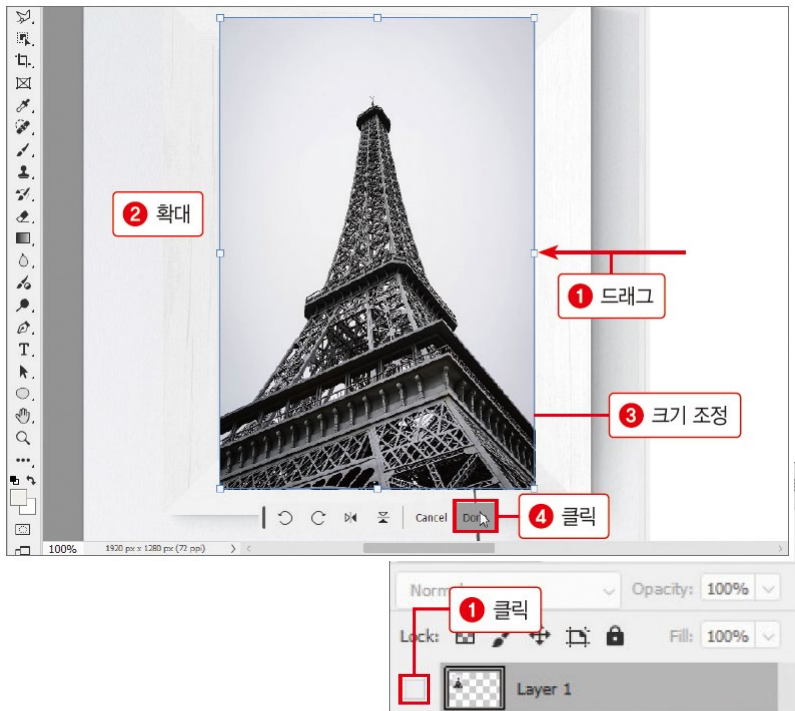 ② 확대
① 드래그
③ 크기 조정
Cancel
④ 클릭
100%
1920 px x 1280 px (72 ppi)
Opacity: 100%
① 클릭
Lock:
Fill: 100%
Layer 1